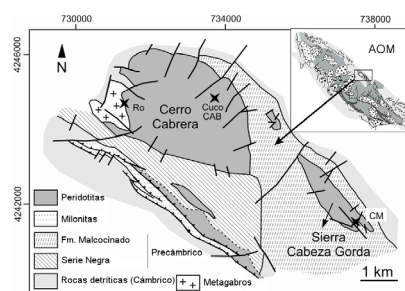 730000
734000
738000
4246000
4242000
AOM
N
Ro
Cuco
CAB
Cerro
Cabrera
CM
Sierra
Cabeza Gorda
1 km
Peridotitas
Milonitas
Fm. Malcocinado
Serie Negra
Precámbrico
Rocas detríticas (Cámbrico)
Metagabros